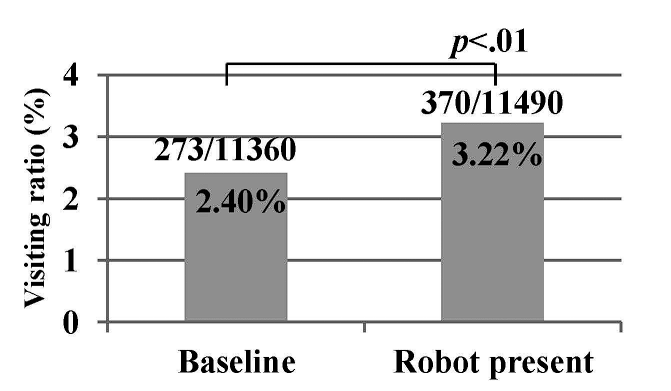 p<.01
4
370/11490
3
273/11360
3.22%
2
2.40%
1
0
Visiting ratio (%)
Baseline
Robot present